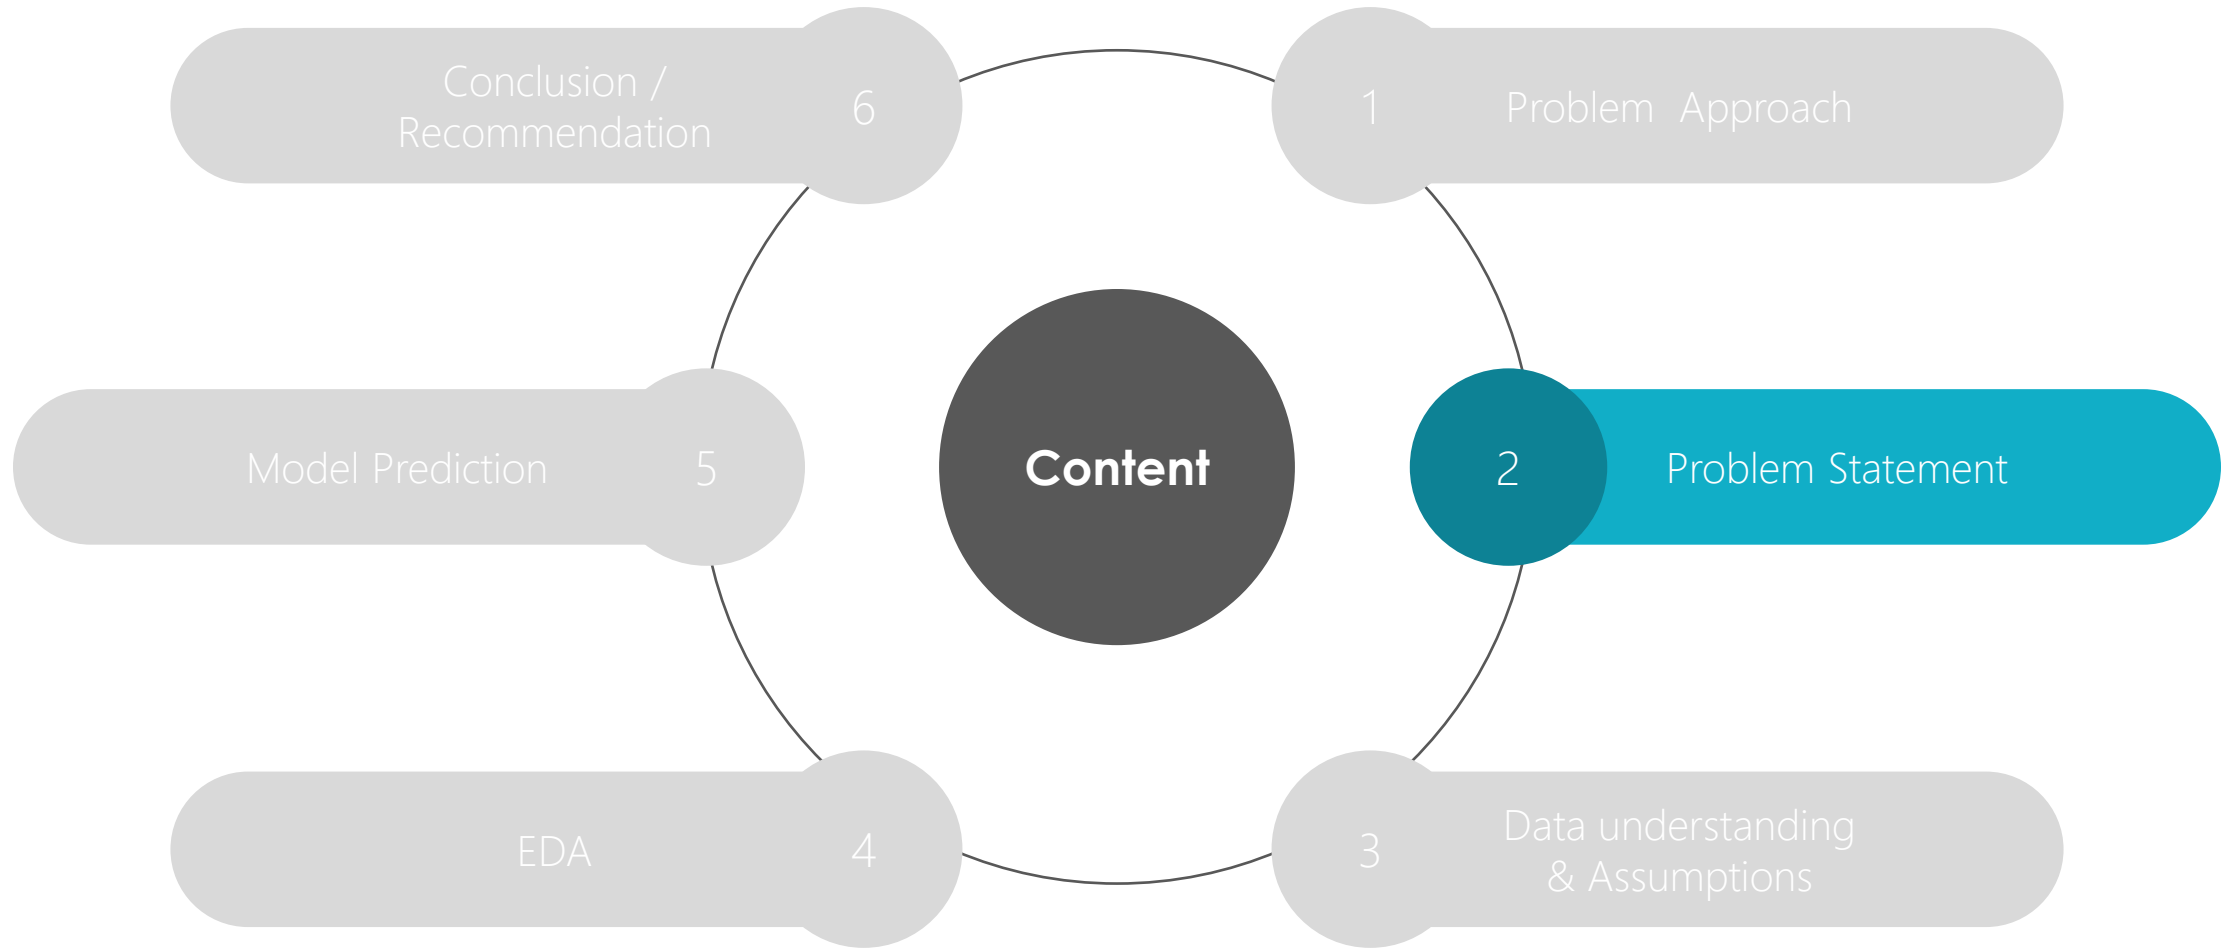 Content
1
Problem  Approach
2
Problem Statement
3
Data understanding
& Assumptions
4
EDA
5
Model Prediction
6
Conclusion /
Recommendation